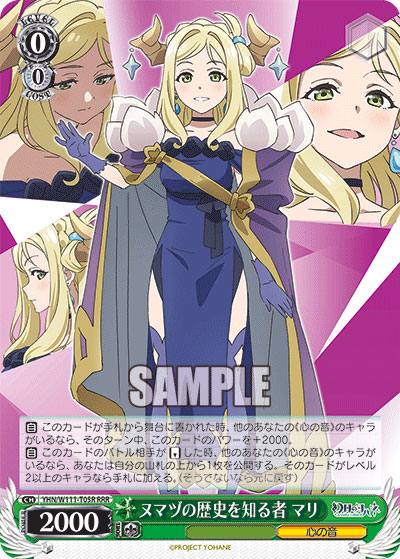 LEVEL
0
0
COST
SAMPLE
自 このカードが手札から舞台に置かれた時、他のあなたの《心の音》のキャラ
がいるなら、そのターン中、このカードのパワーを+2000。
自 このカードのバトル相手が【】した時、他のあなたの《心の音》のキャラが
いるなら、あなたは自分の山札の上から1枚を公開する。そのカードがレベル
2以上のキャラなら手札に加える。(そうでないなら元に戻す)
CH YHN/W111-T05R RRR
ヌマヅの歴史を知る者 マリ
2000
心の音
©PROJECT YOHANE